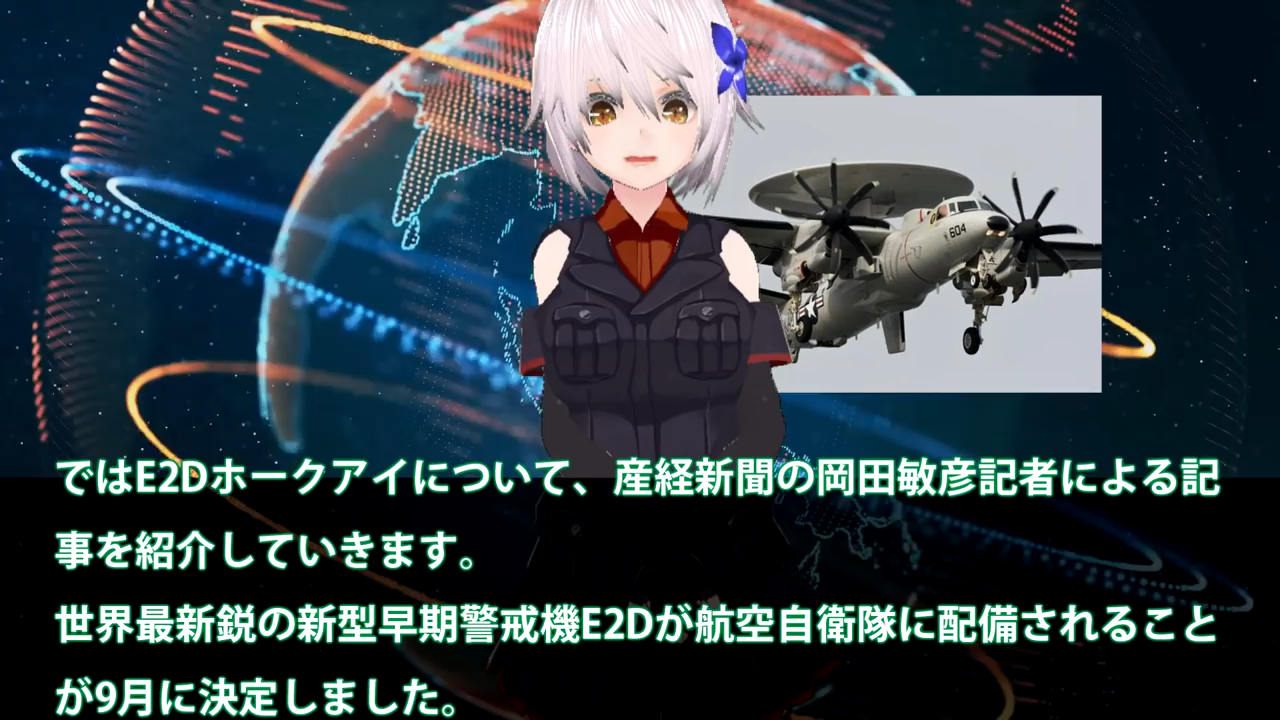 604
ではE2Dホークアイについて、産経新聞の岡田敏彦記者による記
事を紹介していきます。
世界最新鋭の新型早期警戒機E2Dが航空自衛隊に配備されること
が9月に決定しました。